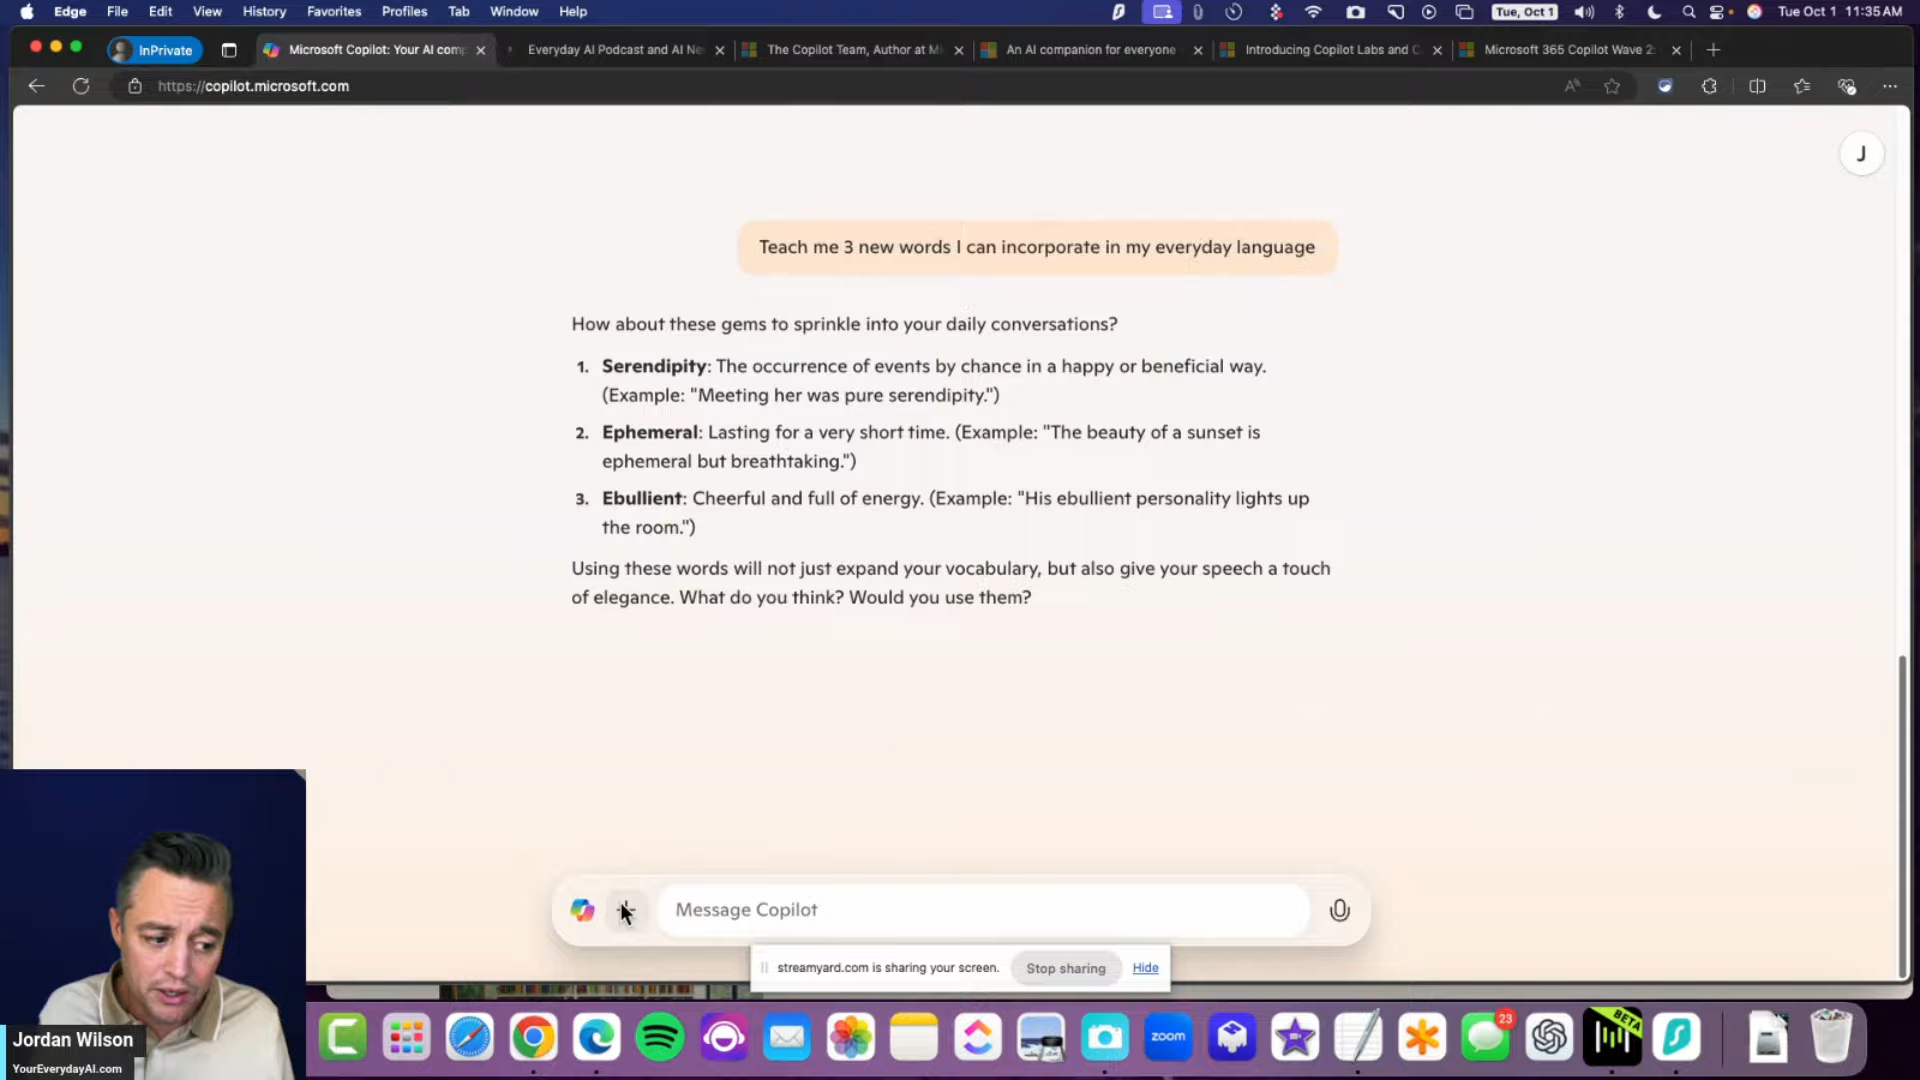 Edge File Edit View History Favorites Profiles Tab Window Help Tue, Oct 1 Tue Oct 1 11:35 AM
InPrivate Microsoft Copilot: Your AI comp Everyday AI Podcast and AI Ne The Copilot Team, Author at Mi An AI companion for everyone Introducing Copilot Labs and C Microsoft 365 Copilot Wave 2:
https://copilot.microsoft.com
J
Teach me 3 new words I can incorporate in my everyday language
How about these gems to sprinkle into your daily conversations?
1. Serendipity: The occurrence of events by chance in a happy or beneficial way.
(Example: "Meeting her was pure serendipity.")
2. Ephemeral: Lasting for a very short time. (Example: "The beauty of a sunset is
ephemeral but breathtaking.")
3. Ebullient: Cheerful and full of energy. (Example: "His ebullient personality lights up
the room.")
Using these words will not just expand your vocabulary, but also give your speech a touch
of elegance. What do you think? Would you use them?
Message Copilot
streamyard.com is sharing your screen. Stop sharing Hide
Jordan Wilson
YourEverydayAI.com
zoom
23
BETA